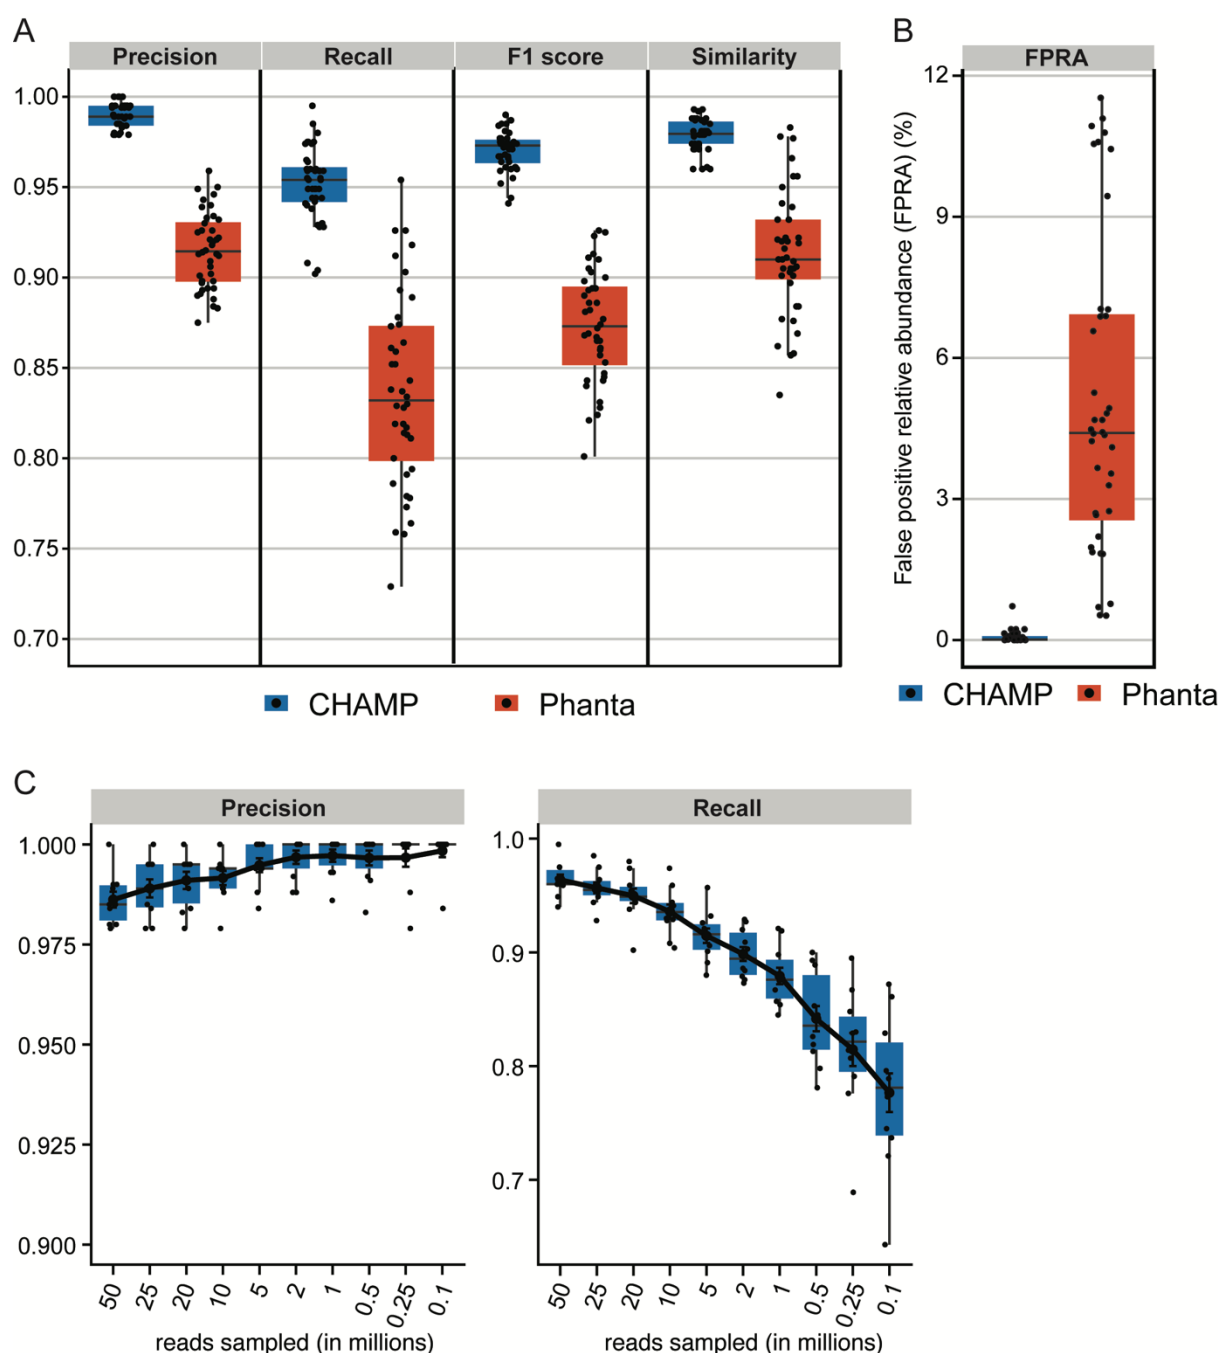 A
B
Precision Recall F1 score Similarity
FPRA
1.00
0.95
0.90
0.85
0.80
0.75
0.70
False positive relative abundance (FPRA) (%)
12
9
6
3
0
CHAMP Phanta
CHAMP Phanta
C
Precision
Recall
1.000
0.975
0.950
0.925
0.900
1.0
0.9
0.8
0.7
50 25 20 10 5 2 1 0.5 0.25 0.1
50 25 20 10 5 2 1 0.5 0.25 0.1
reads sampled (in millions)
reads sampled (in millions)